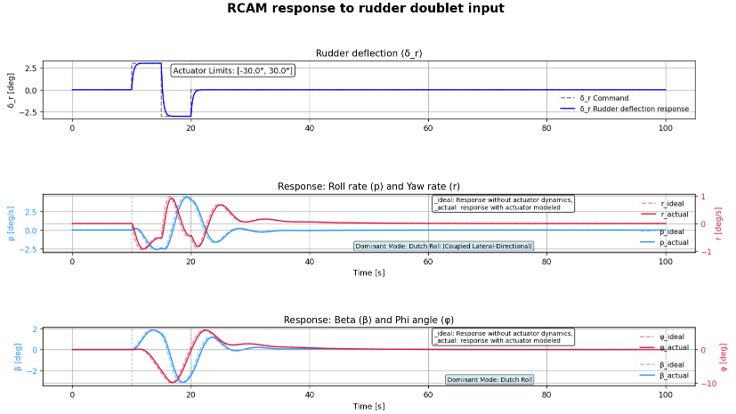 RCAM response to rudder doublet input
Rudder deflection (δ_r)
δ_r [deg]
2.5
0.0
−2.5
Actuator Limits: [-30.0°, 30.0°]
δ_r Command
δ_r Rudder deflection response
0 20 40 60 80 100
Response: Roll rate (p) and Yaw rate (r)
p [deg/s]
2.5
0.0
−2.5
_ideal: Response without actuator dynamics,
_actual: response with actuator modeled
r_ideal
r_actual
p_ideal
p_actual
Dominant Mode: Dutch Roll (Coupled Lateral-Directional)
1
0
−1
r [deg/s]
0 20 40 60 80 100
Time [s]
Response: Beta (β) and Phi angle (φ)
β [deg]
2
0
−2
_ideal: Response without actuator dynamics,
_actual: response with actuator modeled
φ_ideal
φ_actual
β_ideal
β_actual
Dominant Mode: Dutch Roll
0
−10
φ [deg]
0 20 40 60 80 100
Time [s]